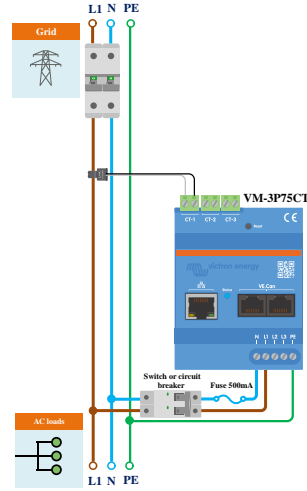 L1 N PE
Grid
VM-3P75CT
CT-1 CT-2 CT-3
Reset
CE
victron energy
Status
VE.Can
N L1 L2 L3 PE
Switch or circuit
breaker
Fuse 500mA
AC loads
L1 N PE